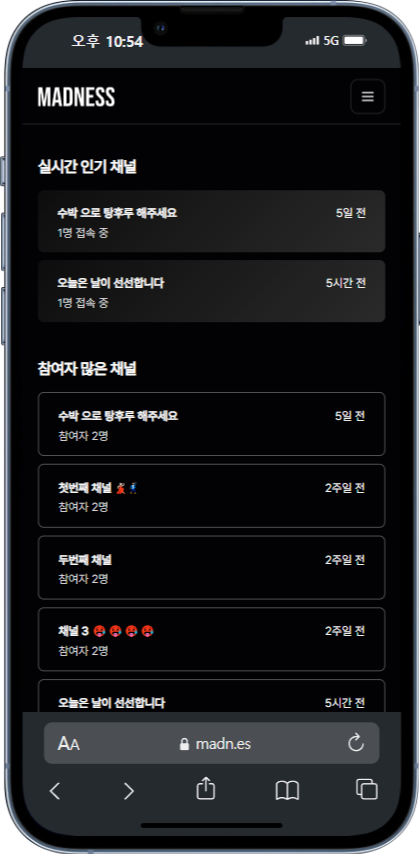 오후 10:54
5G
MADNESS
실시간 인기 채널
수박 으로 탕후루 해주세요 5일 전
1명 접속 중
오늘은 날이 선선합니다 5시간 전
1명 접속 중
참여자 많은 채널
수박 으로 탕후루 해주세요 5일 전
참여자 2명
첫번째 채널 2주일 전
참여자 2명
두번째 채널 2주일 전
참여자 2명
채널 3 🥵 🥵 🥵 🥵 2주일 전
참여자 2명
오늘은 날이 선선합니다 5시간 전
AA madn.es